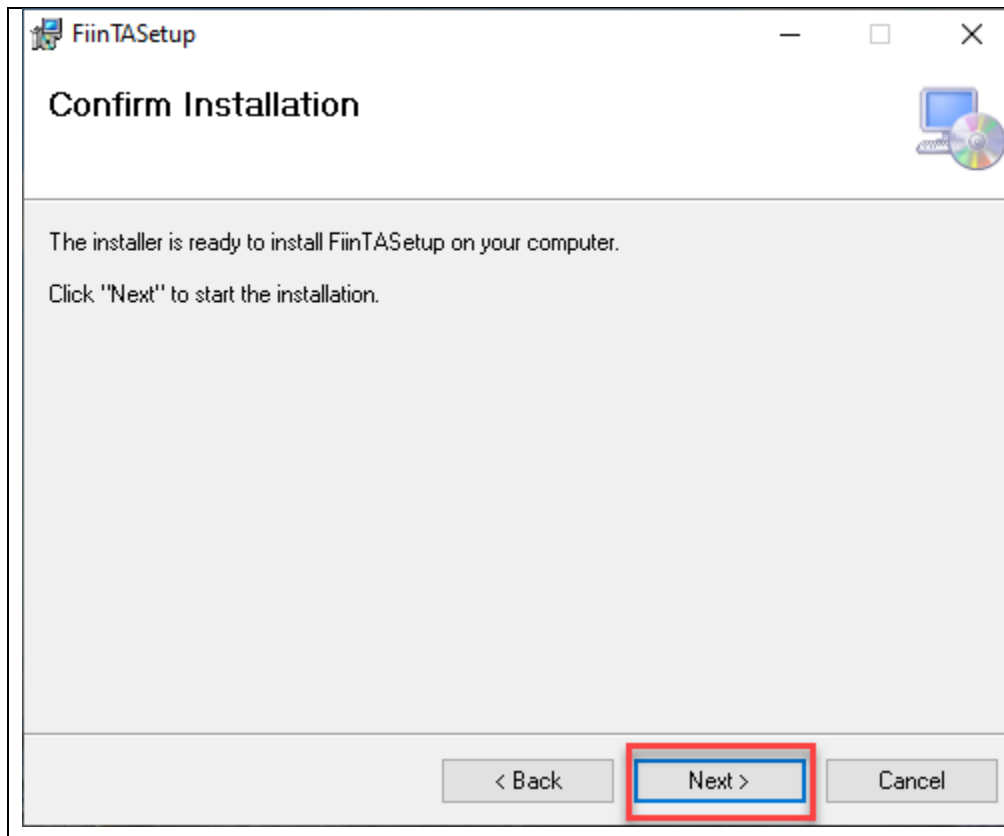 FiinTASetup
Confirm Installation
The installer is ready to install FiinTASetup on your computer.
Click "Next" to start the installation.
< Back
Next >
Cancel